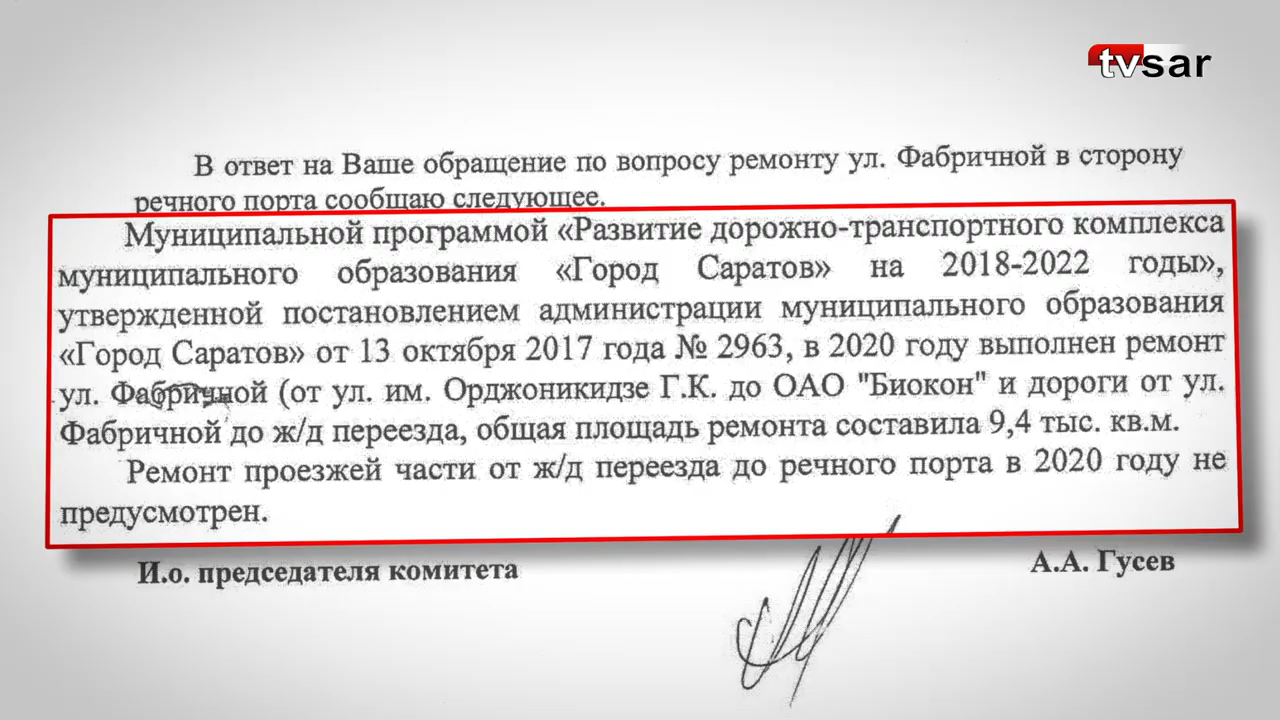 tvsar
В ответ на Ваше обращение по вопросу ремонту ул. Фабричной в сторону
речного порта сообщаю следующее.
Муниципальной программой «Развитие дорожно-транспортного комплекса
муниципального образования «Город Саратов» на 2018-2022 годы»,
утвержденной постановлением администрации муниципального образования
«Город Саратов» от 13 октября 2017 года № 2963, в 2020 году выполнен ремонт
ул. Фабричной (от ул. им. Орджоникидзе Г.К. до ОАО "Биокон" и дороги от ул.
Фабричной до ж/д переезда, общая площадь ремонта составила 9,4 тыс. кв.м.
Ремонт проезжей части от ж/д переезда до речного порта в 2020 году не
предусмотрен.
И.о. председателя комитета А.А. Гусев